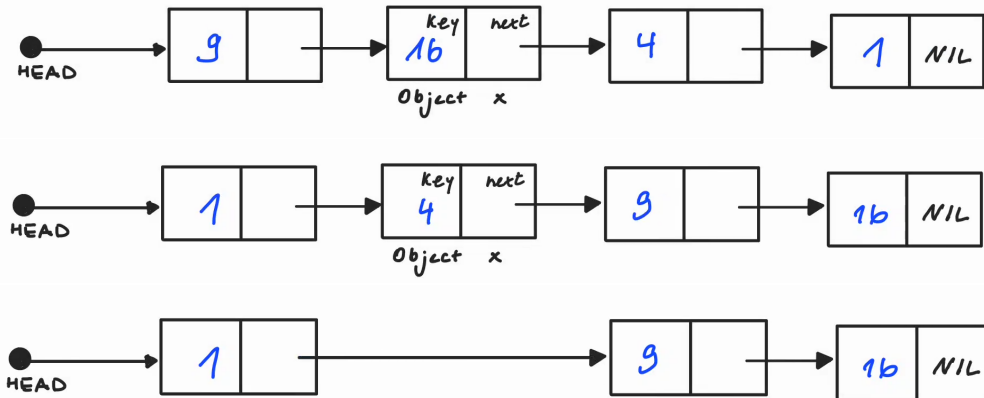 key next
9 16 4 1 NIL
HEAD
Object x
key next
1 4 9 16 NIL
HEAD
Object x
1 9 16 NIL
HEAD